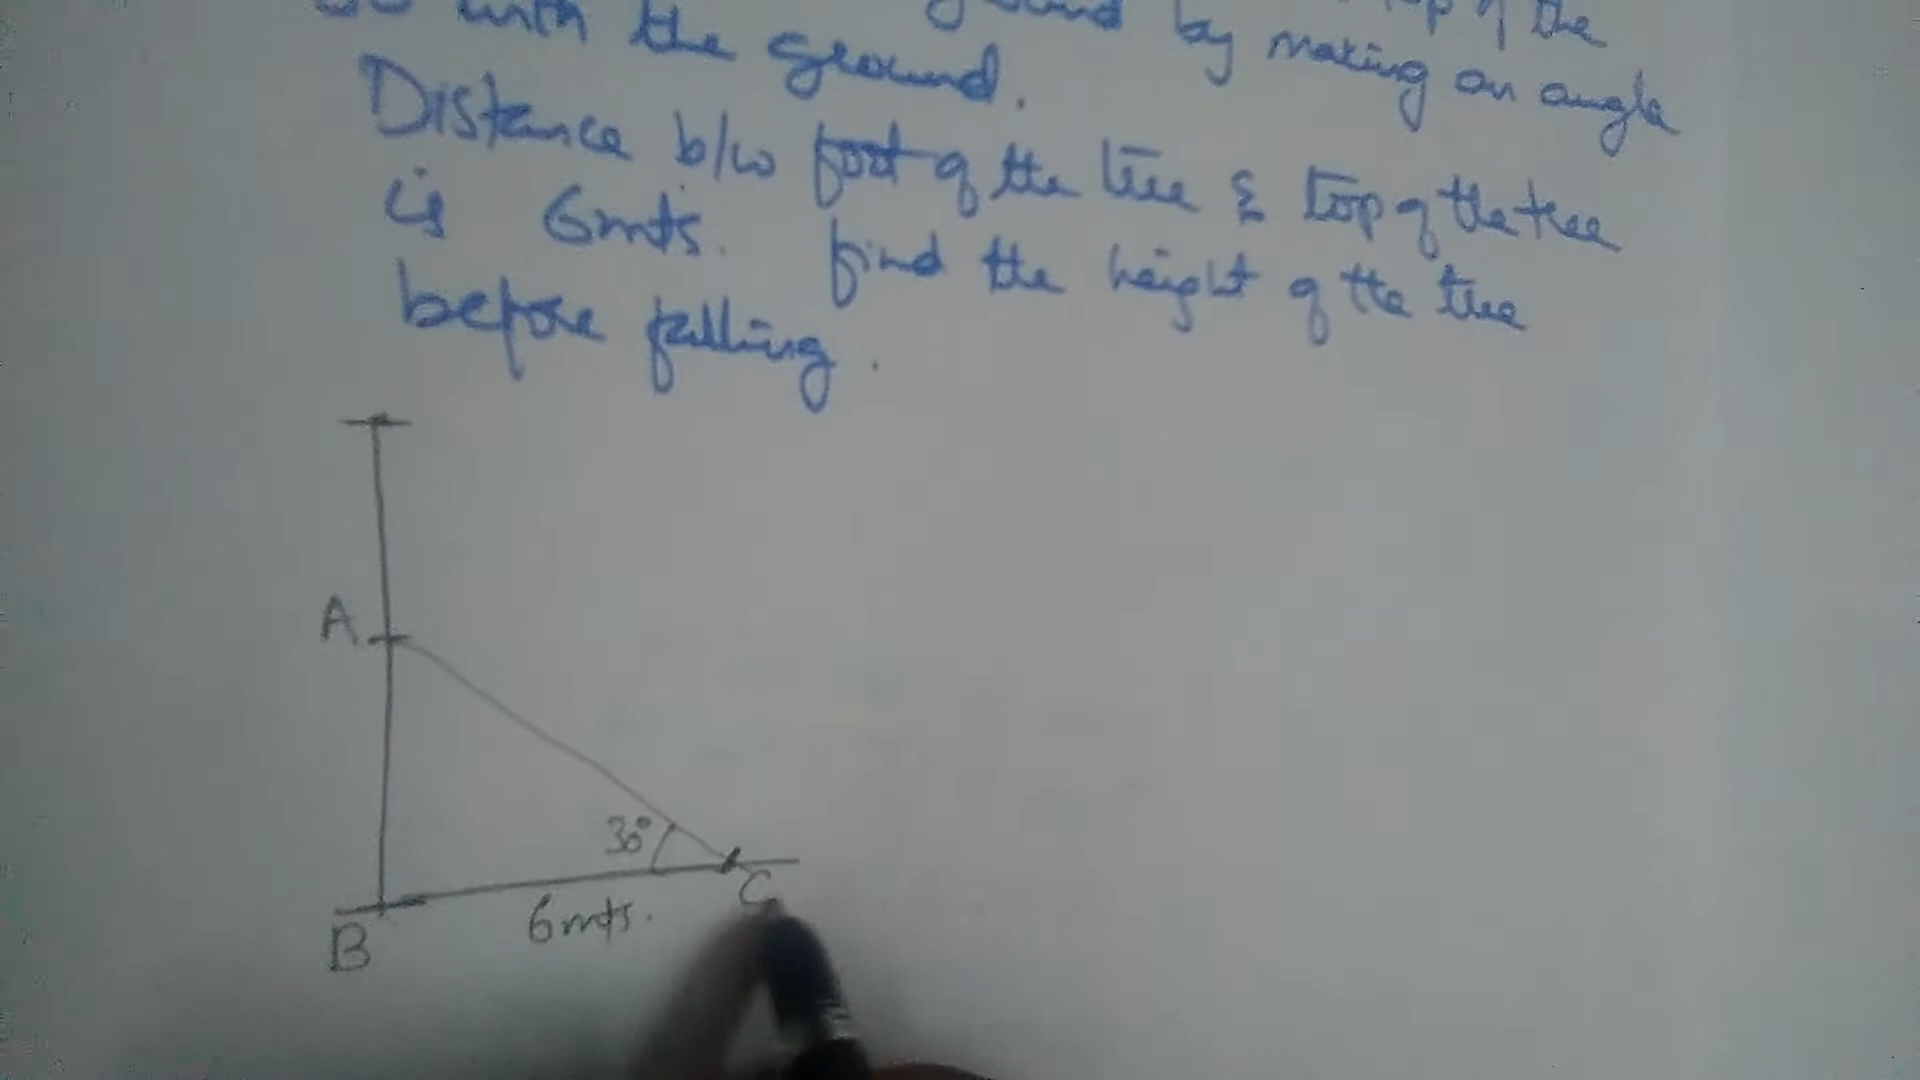 with the ground.
by making an angle
Distance b/w foot of the tree & top of the tree
is 6mts. find the height of the tree
before falling.
A
30°
C
6mts.
B